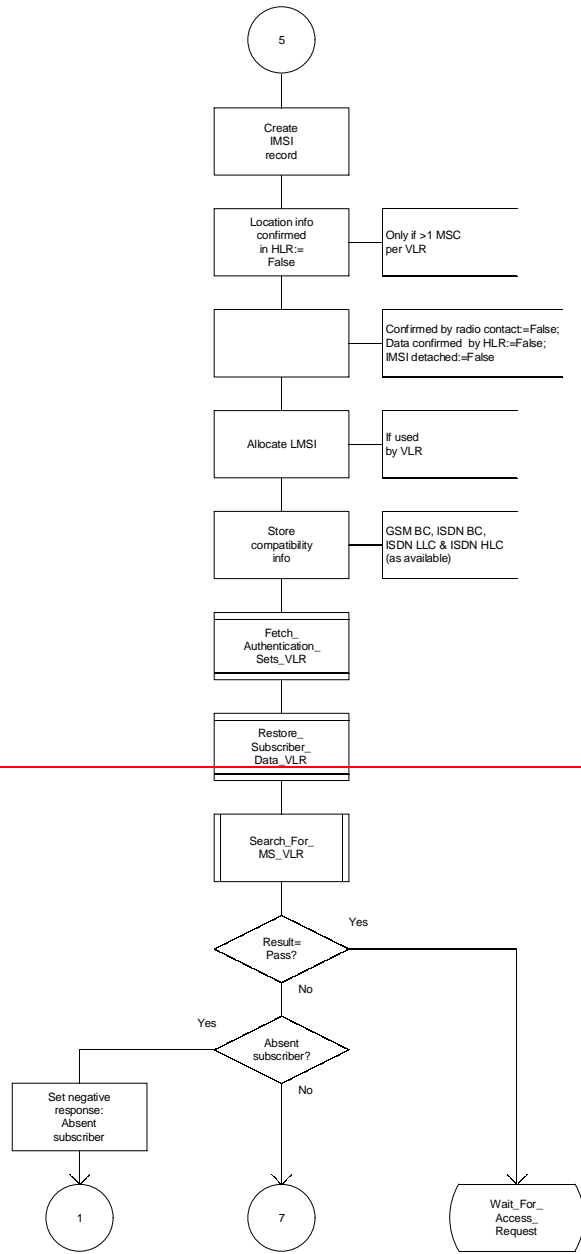 5
Create
IMSI
record
Location info
confirmed
in HLR:=
False
Only if >1 MSC
per VLR
Confirmed by radio contact:=False;
Data confirmed by HLR:=False;
IMSI detached:=False
Allocate LMSI
If used
by VLR
Store
compatibility
info
GSM BC, ISDN BC,
ISDN LLC & ISDN HLC
(as available)
Fetch_
Authentication_
Sets_VLR
Restore_
Subscriber_
Data_VLR
Search_For_
MS_VLR
Result=
Pass?
Yes
No
Absent
subscriber?
Yes
No
Set negative
response:
Absent
subscriber
1
7
Wait_For_
Access_
Request